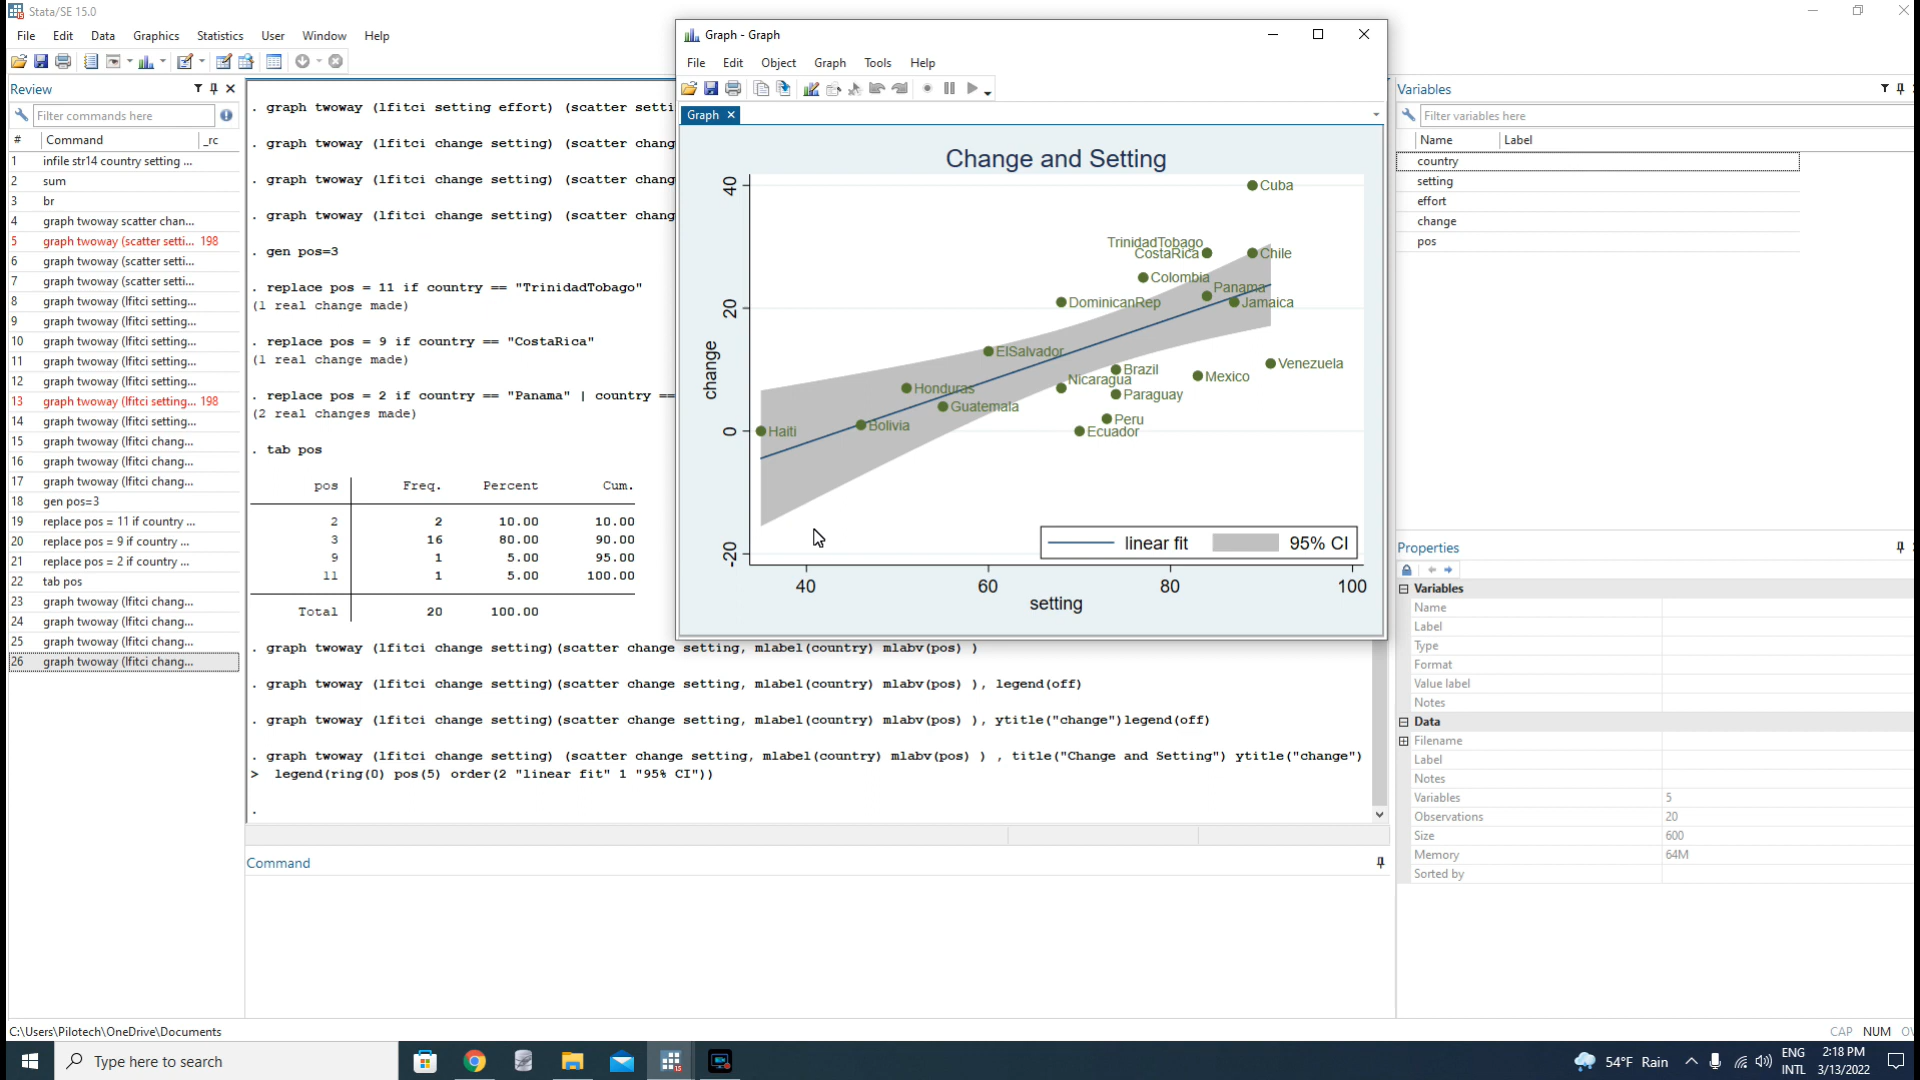 Stata/SE 15.0
File Edit Data Graphics Statistics User Window Help
Review
Filter commands here
# Command _rc
1 infile str14 country setting ...
2 sum
3 br
4 graph twoway scatter chan...
5 graph twoway (scatter setti... 198
6 graph twoway (scatter setti...
7 graph twoway (scatter setti...
8 graph twoway (lfitci setting...
9 graph twoway (lfitci setting...
10 graph twoway (lfitci setting...
11 graph twoway (lfitci setting...
12 graph twoway (lfitci setting...
13 graph twoway (lfitci setting... 198
14 graph twoway (lfitci setting...
15 graph twoway (lfitci chang...
16 graph twoway (lfitci chang...
17 graph twoway (lfitci chang...
18 gen pos=3
19 replace pos = 11 if country ...
20 replace pos = 9 if country ...
21 replace pos = 2 if country ...
22 tab pos
23 graph twoway (lfitci chang...
24 graph twoway (lfitci chang...
25 graph twoway (lfitci chang...
26 graph twoway (lfitci chang...
. graph twoway (lfitci setting effort) (scatter setti
. graph twoway (lfitci change setting) (scatter chang
. graph twoway (lfitci change setting) (scatter chang
. graph twoway (lfitci change setting) (scatter chang
. gen pos=3
. replace pos = 11 if country == "TrinidadTobago"
(1 real change made)
. replace pos = 9 if country == "CostaRica"
(1 real change made)
. replace pos = 2 if country == "Panama" | country ==
(2 real changes made)
. tab pos
pos Freq. Percent Cum.
2 2 10.00 10.00
3 16 80.00 90.00
9 1 5.00 95.00
11 1 5.00 100.00
Total 20 100.00
. graph twoway (lfitci change setting)(scatter change setting, mlabel(country) mlabv(pos) )
. graph twoway (lfitci change setting)(scatter change setting, mlabel(country) mlabv(pos) ), legend(off)
. graph twoway (lfitci change setting)(scatter change setting, mlabel(country) mlabv(pos) ), ytitle("change")legend(off)
. graph twoway (lfitci change setting) (scatter change setting, mlabel(country) mlabv(pos) ) , title("Change and Setting") ytitle("change")
> legend(ring(0) pos(5) order(2 "linear fit" 1 "95% CI"))
.
Command
Graph - Graph
File Edit Object Graph Tools Help
Graph
Change and Setting
40
20
0
-20
change
Cuba
TrinidadTobago
CostaRica
Chile
Colombia
Panama
DominicanRep
Jamaica
ElSalvador
Venezuela
Brazil
Mexico
Nicaragua
Honduras
Paraguay
Guatemala
Peru
Bolivia
Haiti
Ecuador
linear fit 95% CI
40 60 80 100
setting
Variables
Filter variables here
Name Label
country
setting
effort
change
pos
Properties
Variables
Name
Label
Type
Format
Value label
Notes
Data
Filename
Label
Notes
Variables 5
Observations 20
Size 600
Memory 64M
Sorted by
C:\Users\Pilotech\OneDrive\Documents
CAP NUM OV
Type here to search
54°F Rain
ENG
INTL
2:18 PM
3/13/2022